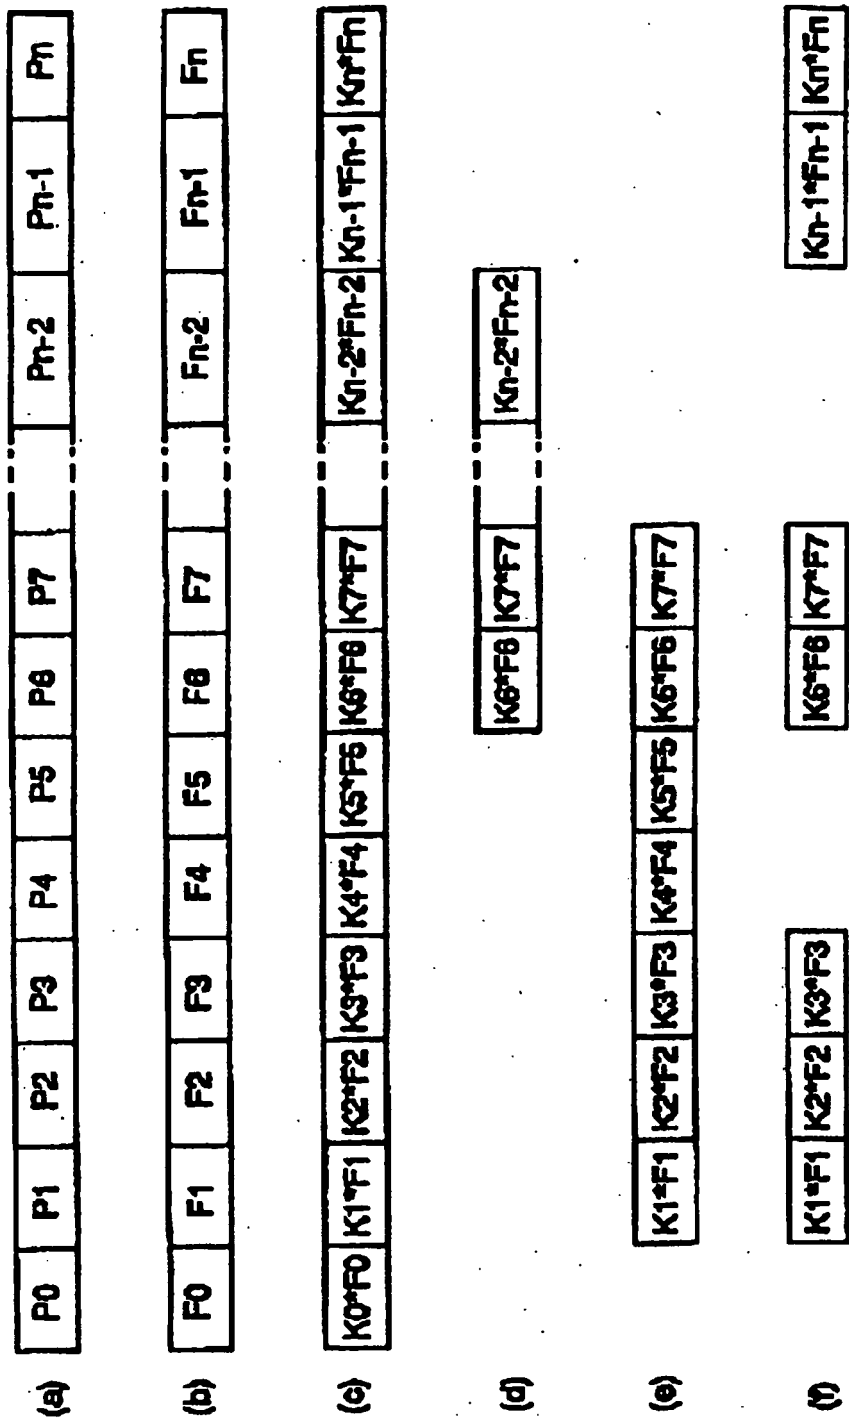 (a) P0 P1 P2 P3 P4 P5 P6 P7 Pn-2 Pn-1 Pn
(b) F0 F1 F2 F3 F4 F5 F6 F7 Fn-2 Fn-1 Fn
(c) K0*F0 K1*F1 K2*F2 K3*F3 K4*F4 K5*F5 K6*F6 K7*F7 Kn-2*Fn-2 Kn-1*Fn-1 Kn*Fn
(d) K6*F6 K7*F7 Kn-2*Fn-2
(e) K1*F1 K2*F2 K3*F3 K4*F4 K5*F5 K6*F6 K7*F7
(f) K1*F1 K2*F2 K3*F3 K6*F6 K7*F7 Kn-1*Fn-1 Kn*Fn